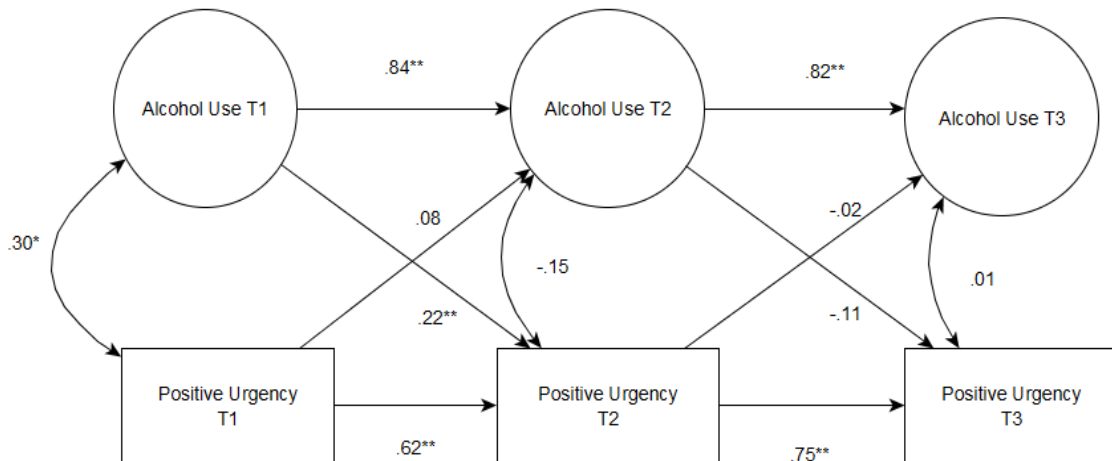 .84**
.82**
Alcohol Use T1
Alcohol Use T2
Alcohol Use T3
.30*
.08
-.02
-.15
.01
.22**
-.11
Positive Urgency
T1
Positive Urgency
T2
Positive Urgency
T3
.62**
.75**